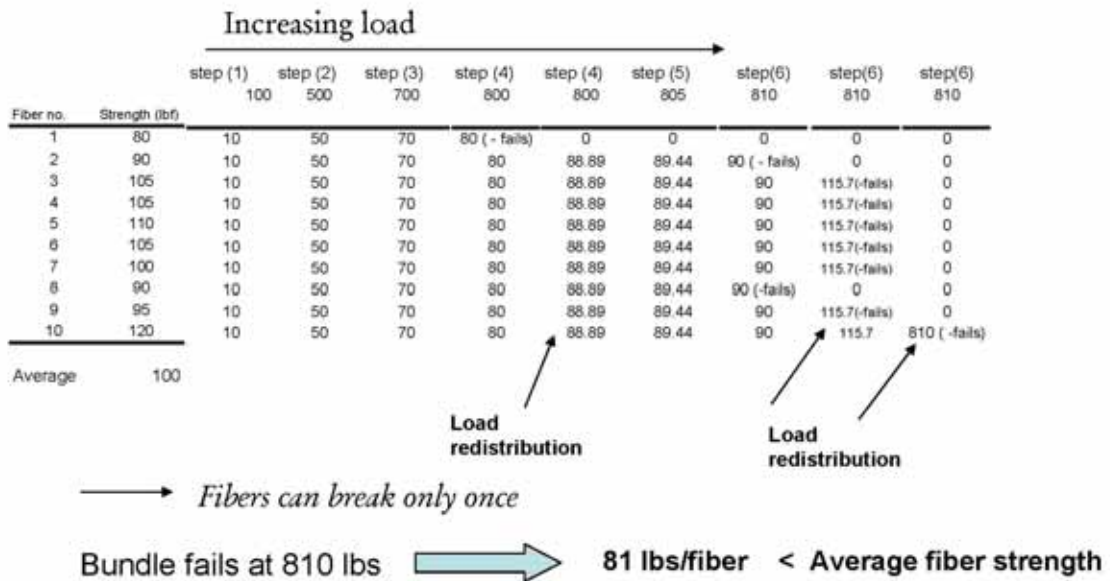 Increasing load
step (1) step (2) step (3) step (4) step (4) step (5) step(6) step(6) step(6)
100 500 700 800 800 805 810 810 810
Fiber no. Strength (lbf)
1 80 10 50 70 80 ( - fails) 0 0 0 0 0
2 90 10 50 70 80 88.89 89.44 90 ( - fails) 0 0
3 105 10 50 70 80 88.89 89.44 90 115.7(-fails) 0
4 105 10 50 70 80 88.89 89.44 90 115.7(-fails) 0
5 110 10 50 70 80 88.89 89.44 90 115.7(-fails) 0
6 105 10 50 70 80 88.89 89.44 90 115.7(-fails) 0
7 100 10 50 70 80 88.89 89.44 90 115.7(-fails) 0
8 90 10 50 70 80 88.89 89.44 90 (-fails) 0 0
9 95 10 50 70 80 88.89 89.44 90 115.7(-fails) 0
10 120 10 50 70 80 88.89 89.44 90 115.7 810 ( -fails)
Average 100
Load
redistribution
Load
redistribution
Fibers can break only once
Bundle fails at 810 lbs 81 lbs/fiber < Average fiber strength